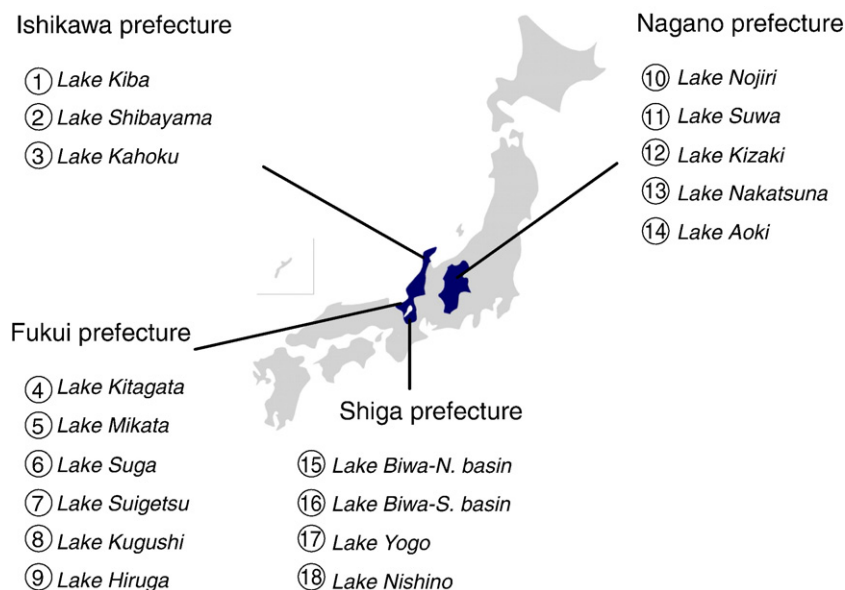 Ishikawa prefecture
① Lake Kiba
② Lake Shibayama
③ Lake Kahoku
Nagano prefecture
⑩ Lake Nojiri
⑪ Lake Suwa
⑫ Lake Kizaki
⑬ Lake Nakatsuna
⑭ Lake Aoki
Fukui prefecture
④ Lake Kitagata
⑤ Lake Mikata
⑥ Lake Suga
⑦ Lake Suigetsu
⑧ Lake Kugushi
⑨ Lake Hiruga
Shiga prefecture
⑮ Lake Biwa-N. basin
⑯ Lake Biwa-S. basin
⑰ Lake Yogo
⑱ Lake Nishino